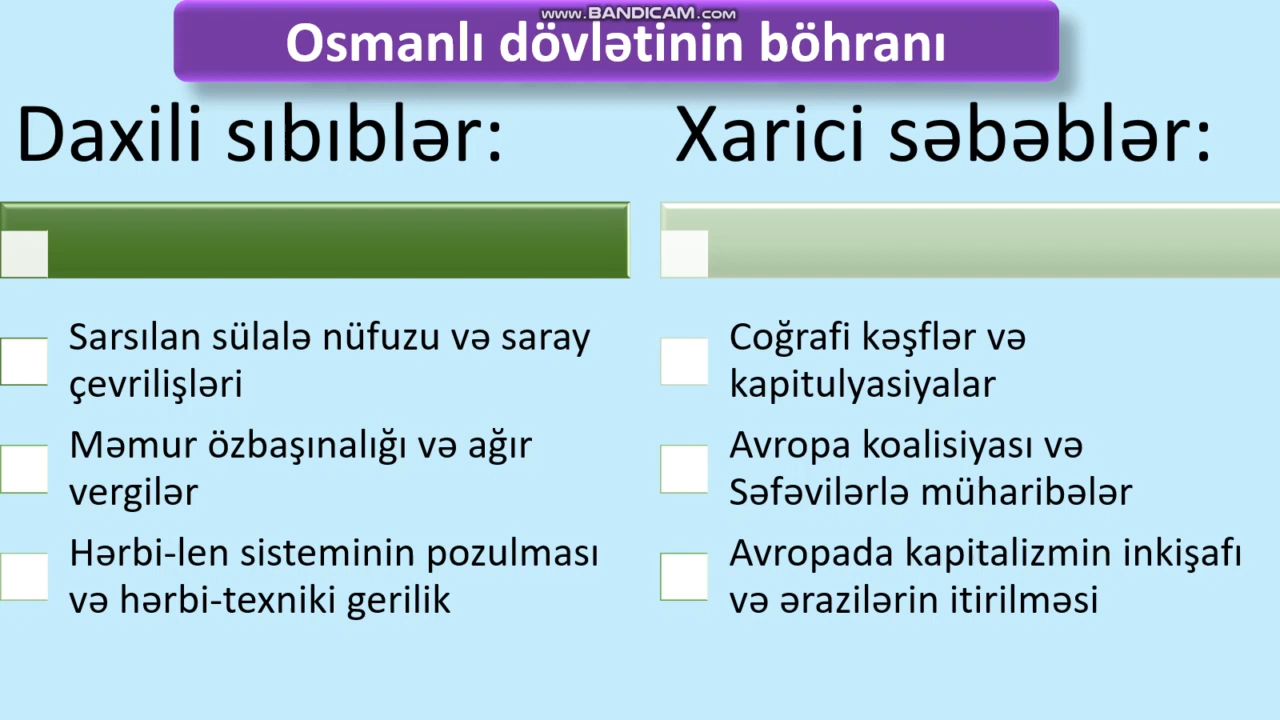 www.BANDICAM.com
Osmanlı dövlətinin böhranı
Daxili sıbıblər:
Sarsılan sülalə nüfuzu və saray
çevrilişləri
Məmur özbaşınalığı və ağır
vergilər
Hərbi-len sisteminin pozulması
və hərbi-texniki gerilik
Xarici səbəblər:
Coğrafi kəşflər və
kapitulyasiyalar
Avropa koalisiyası və
Səfəvilərlə müharibələr
Avropada kapitalizmin inkişafı
və ərazilərin itirilməsi